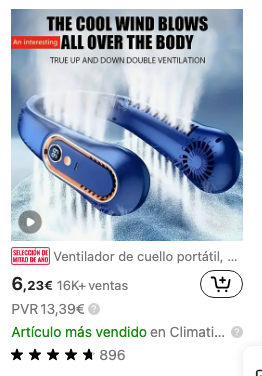 THE COOL WIND BLOWS
An interesting ALL OVER THE BODY
TRUE UP AND DOWN DOUBLE VENTILATION
SELECCIÓN DE
MITAD DE AÑO Ventilador de cuello portátil, ...
6,23€ 16K+ ventas
PVR 13,39€
Artículo más vendido en Climati...
896